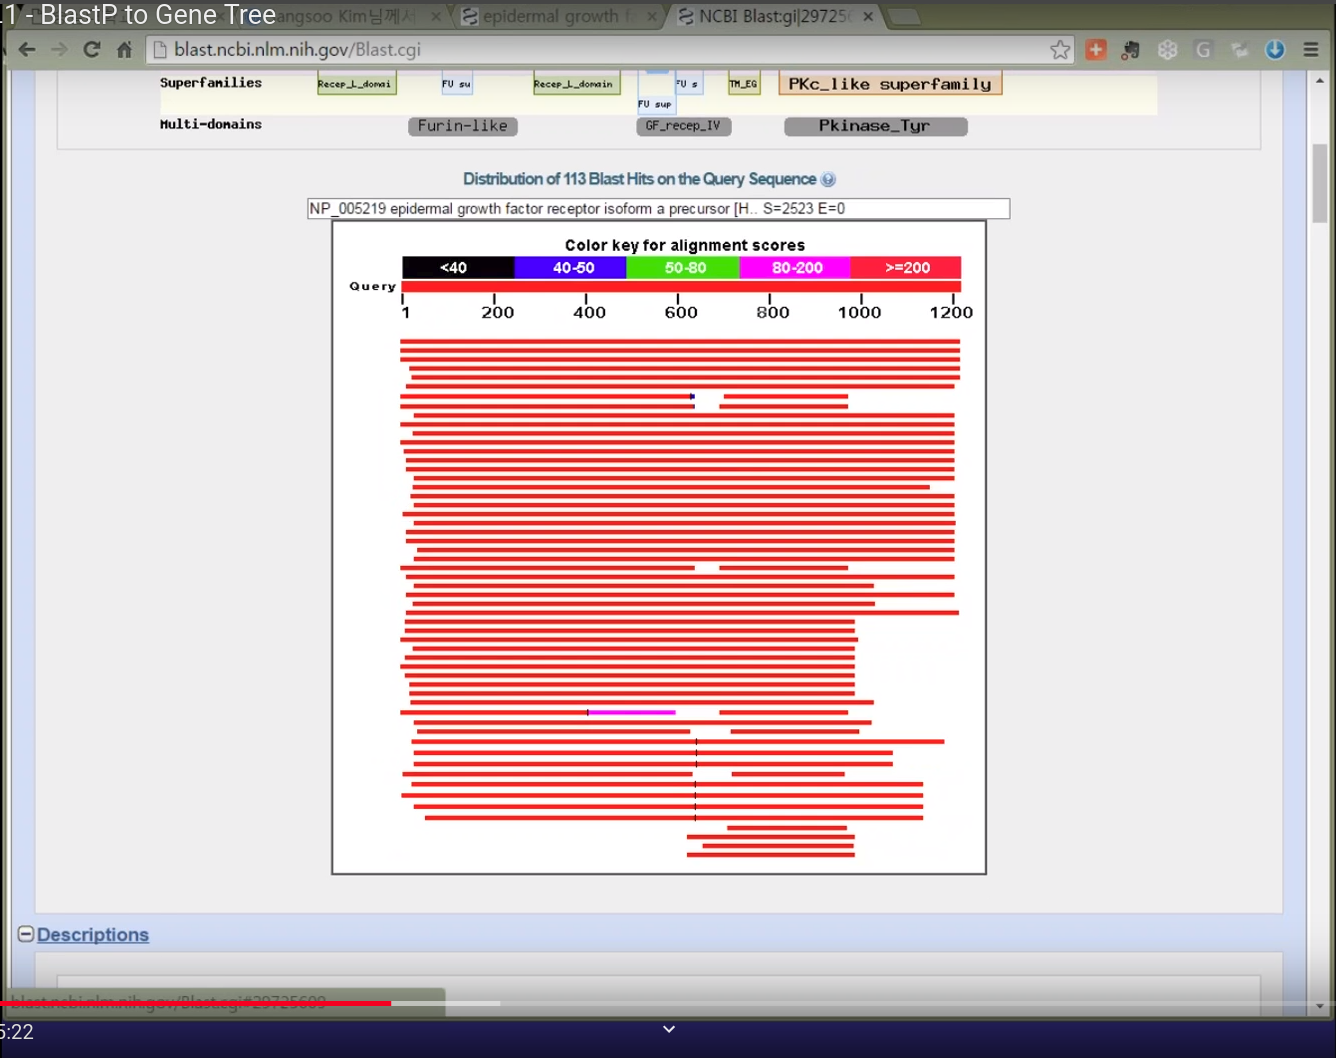 1 - BlastP to Gene Tree
angsoo Kim님께서
epidermal growth f
NCBI Blast:gi|29725
blast.ncbi.nlm.nih.gov/Blast.cgi
Superfamilies Recep_L_domai FU su Recep_L_domain FU s TM_EG PKc_like superfamily
FU sup
Multi-domains Furin-like GF_recep_IV Pkinase_Tyr
Distribution of 113 Blast Hits on the Query Sequence
NP_005219 epidermal growth factor receptor isoform a precursor [H.. S=2523 E=0
Color key for alignment scores
<40 40-50 50-80 80-200 >=200
Query
1 200 400 600 800 1000 1200
Descriptions
blast.ncbi.nlm.nih.gov/Blast.cgi#29725609
5:22